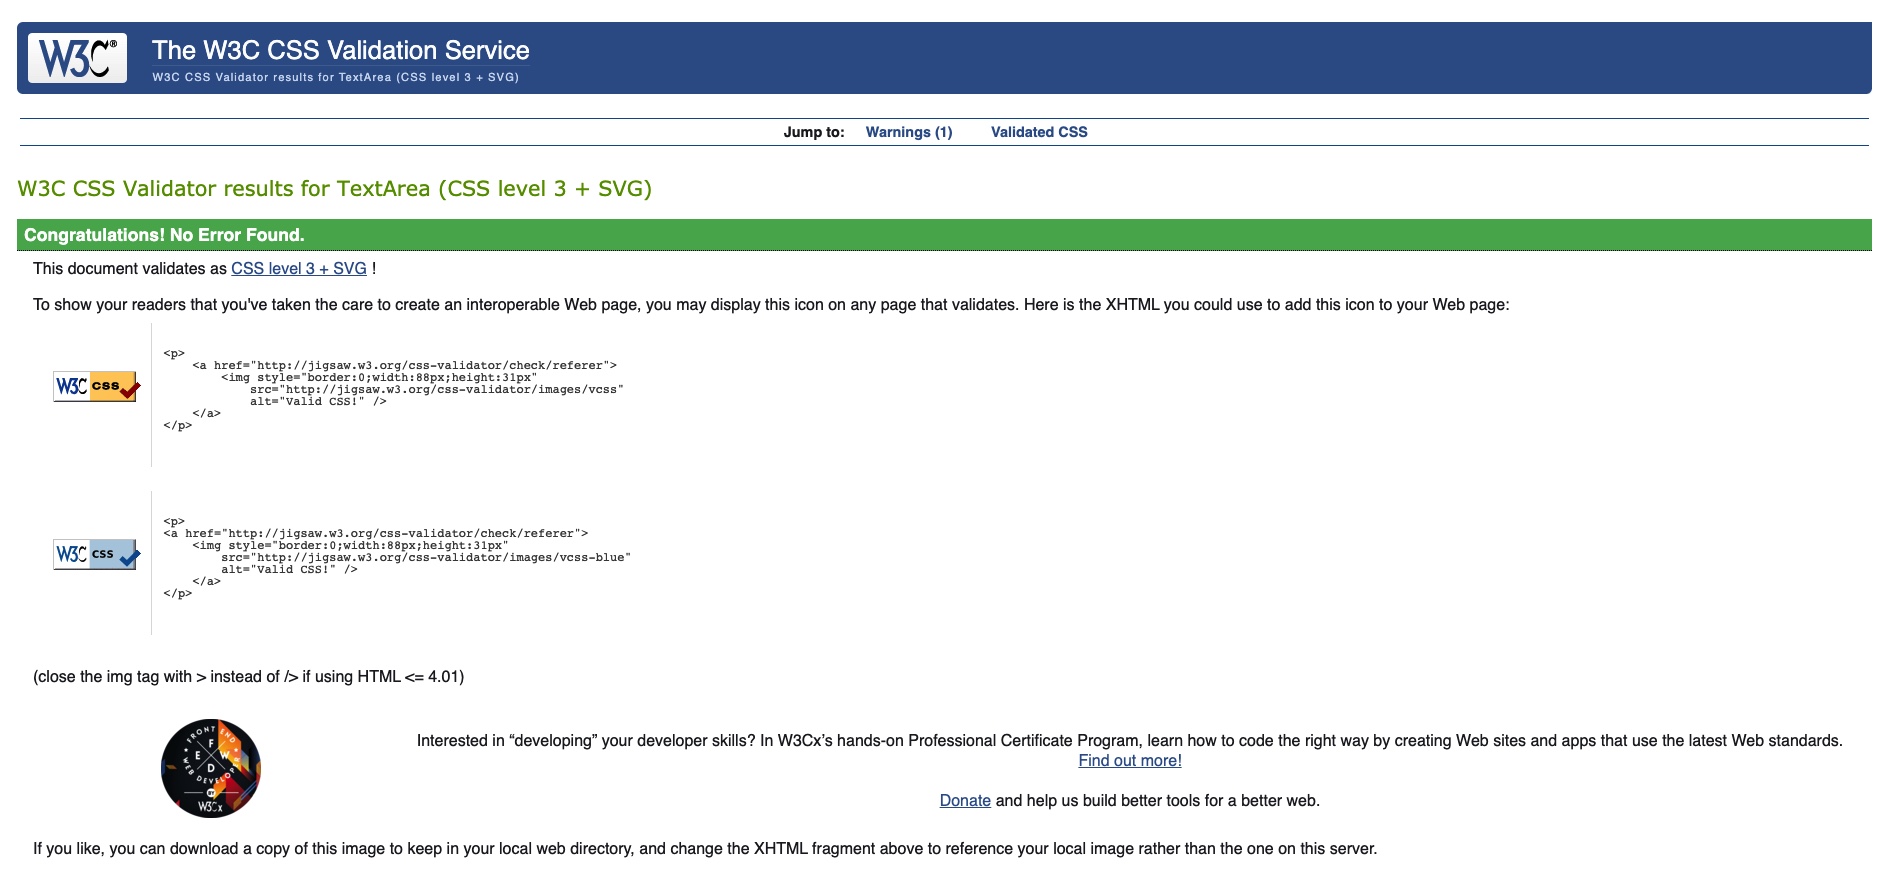 W3C®
The W3C CSS Validation Service
W3C CSS Validator results for TextArea (CSS level 3 + SVG)
Jump to: Warnings (1) Validated CSS
W3C CSS Validator results for TextArea (CSS level 3 + SVG)
Congratulations! No Error Found.
This document validates as CSS level 3 + SVG !
To show your readers that you've taken the care to create an interoperable Web page, you may display this icon on any page that validates. Here is the XHTML you could use to add this icon to your Web page:
W3C css
<p>
<a href="http://jigsaw.w3.org/css-validator/check/referer">
<img style="border:0;width:88px;height:31px"
src="http://jigsaw.w3.org/css-validator/images/vcss"
alt="Valid CSS!" />
</a>
</p>
W3C css
<p>
<a href="http://jigsaw.w3.org/css-validator/check/referer">
<img style="border:0;width:88px;height:31px"
src="http://jigsaw.w3.org/css-validator/images/vcss-blue"
alt="Valid CSS!" />
</a>
</p>
(close the img tag with > instead of /> if using HTML <= 4.01)
FRONT END
F
E W
D
WEB DEVELOPER
BY
W3Cx
Interested in “developing” your developer skills? In W3Cx’s hands-on Professional Certificate Program, learn how to code the right way by creating Web sites and apps that use the latest Web standards.
Find out more!
Donate and help us build better tools for a better web.
If you like, you can download a copy of this image to keep in your local web directory, and change the XHTML fragment above to reference your local image rather than the one on this server.